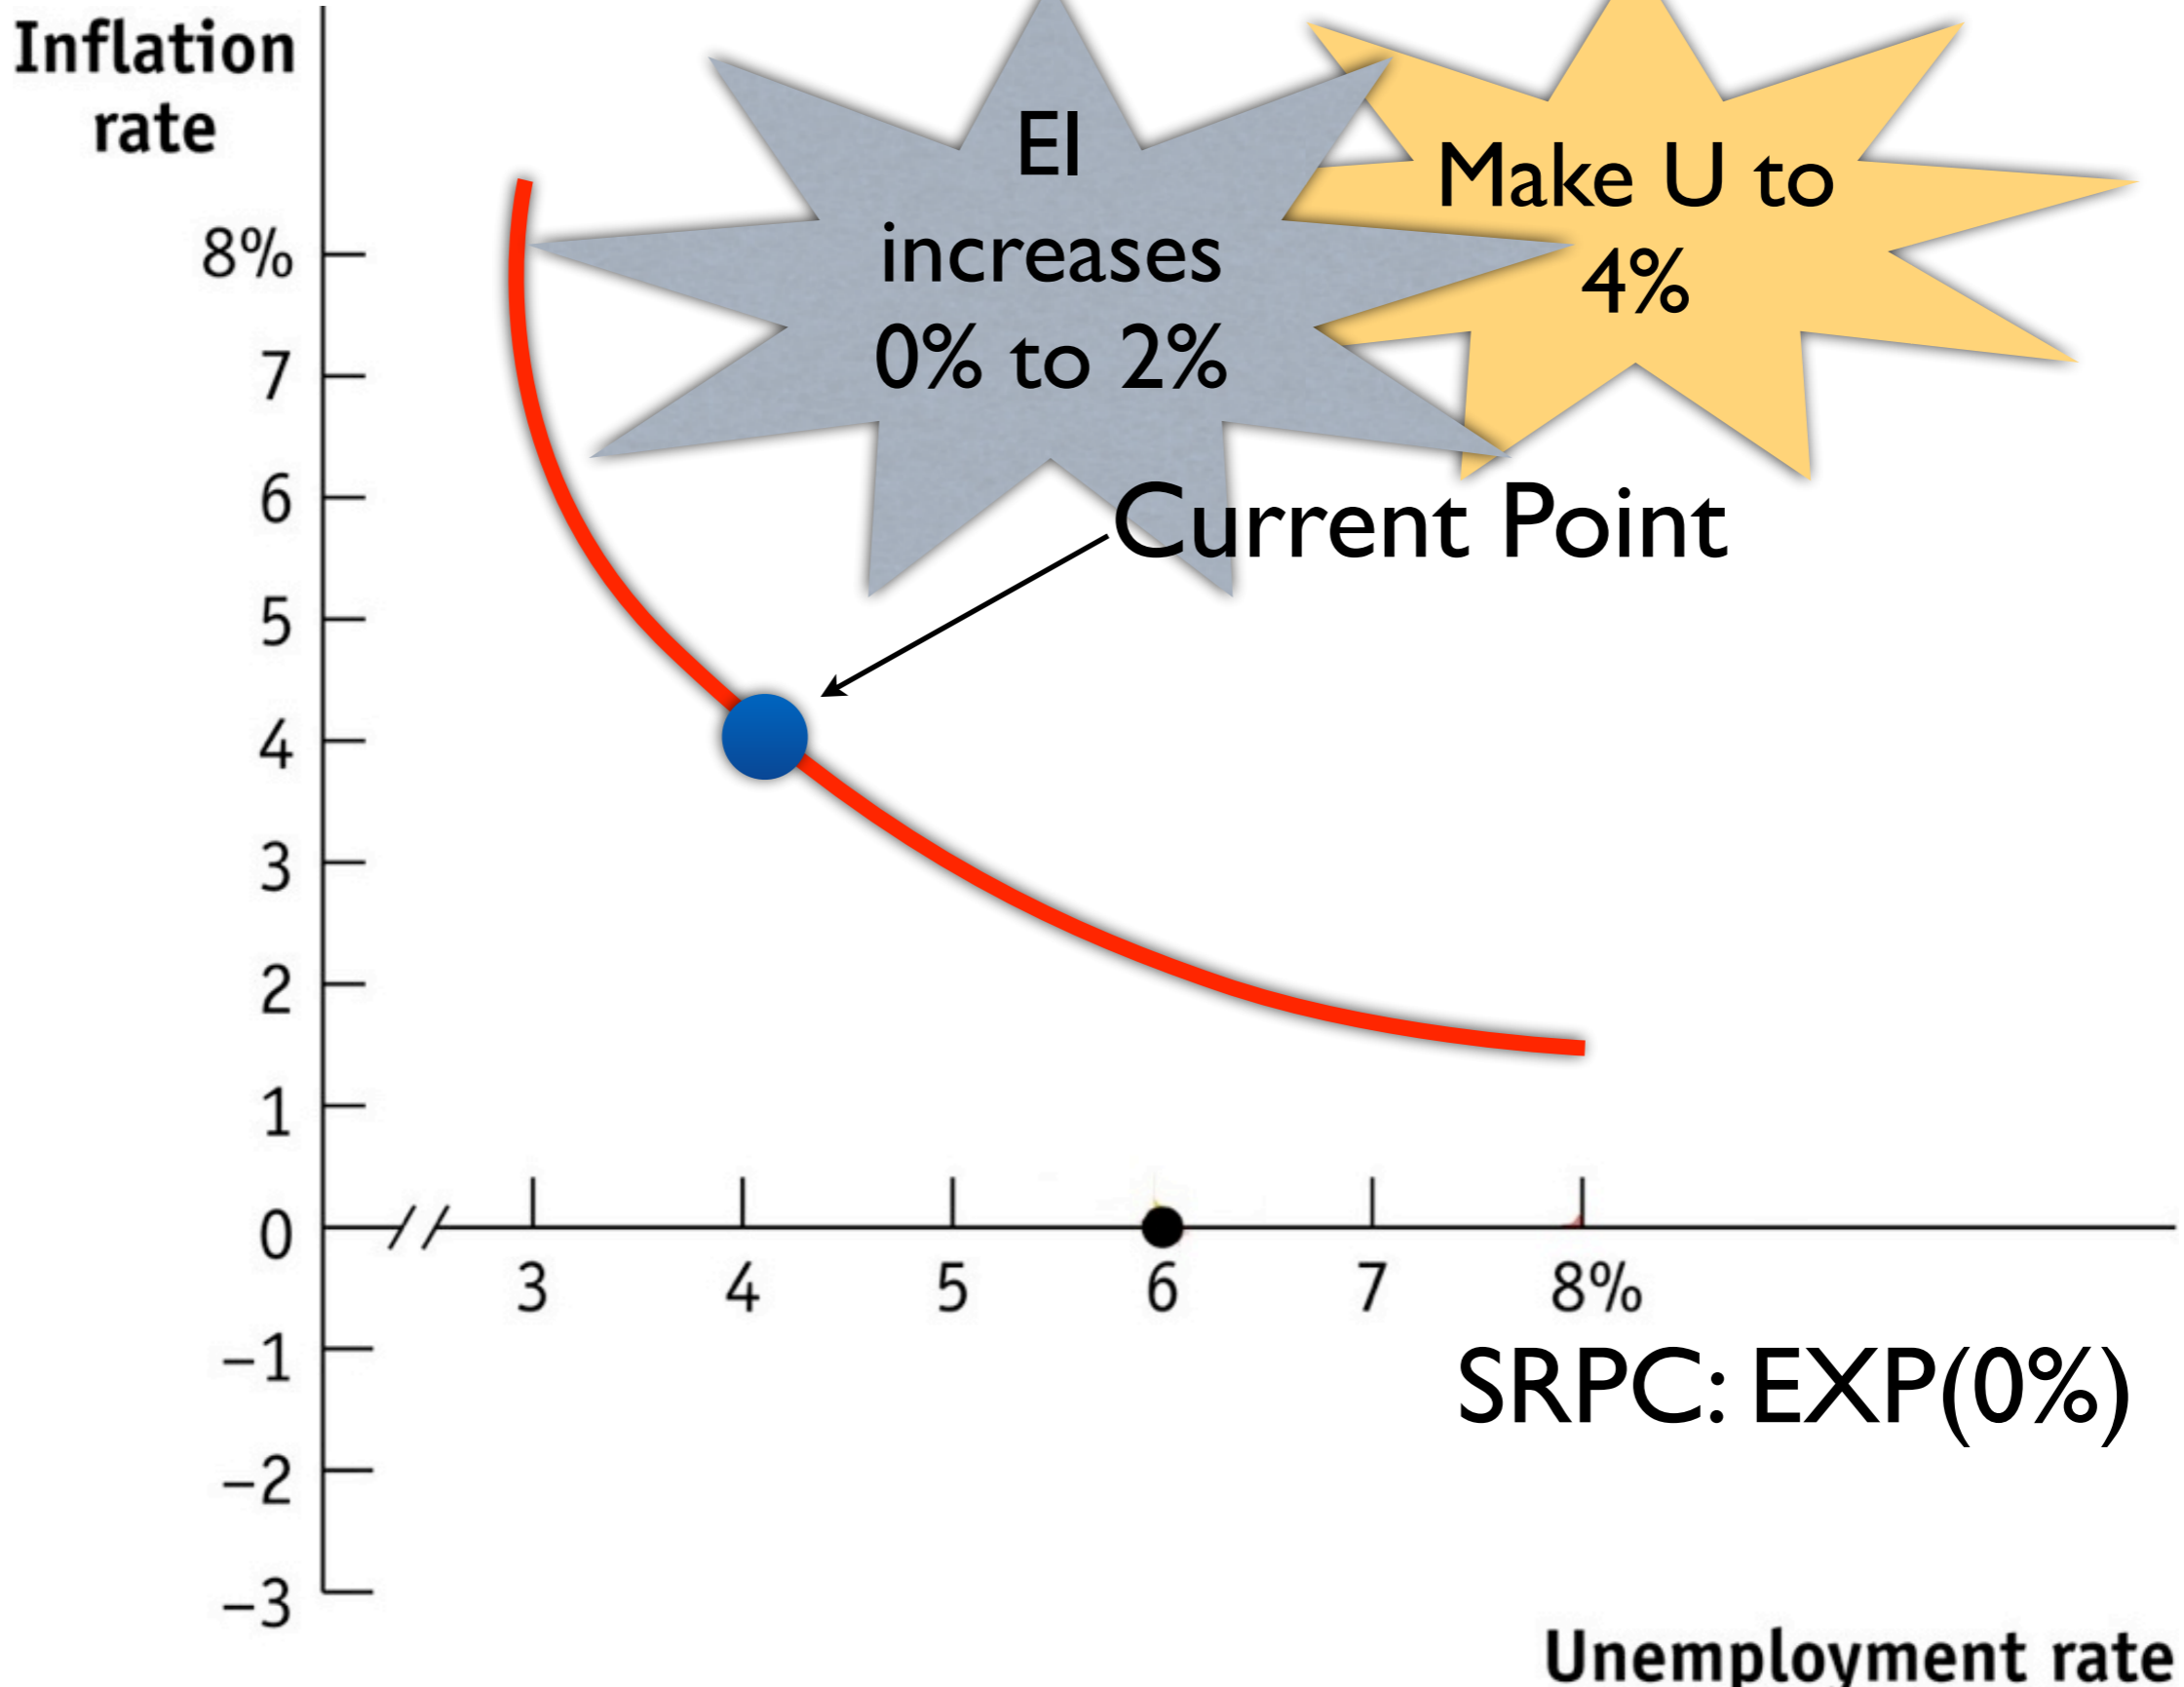 Inflation
rate
EI
increases
0% to 2%
Make U to
4%
Current Point
8%
7
6
5
4
3
2
1
0
3 4 5 6 7 8%
−1
−2
−3
SRPC: EXP(0%)
Unemployment rate